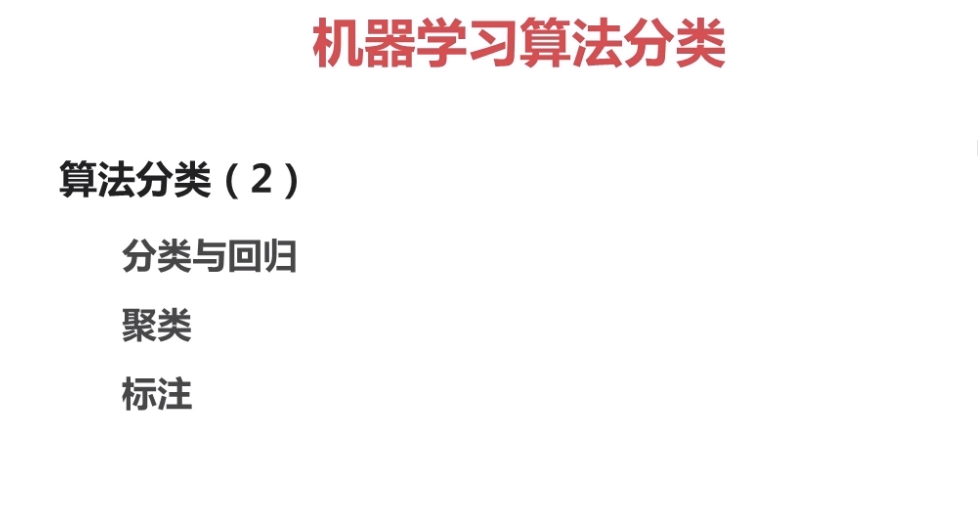 机器学习算法分类
算法分类（2）
分类与回归
聚类
标注